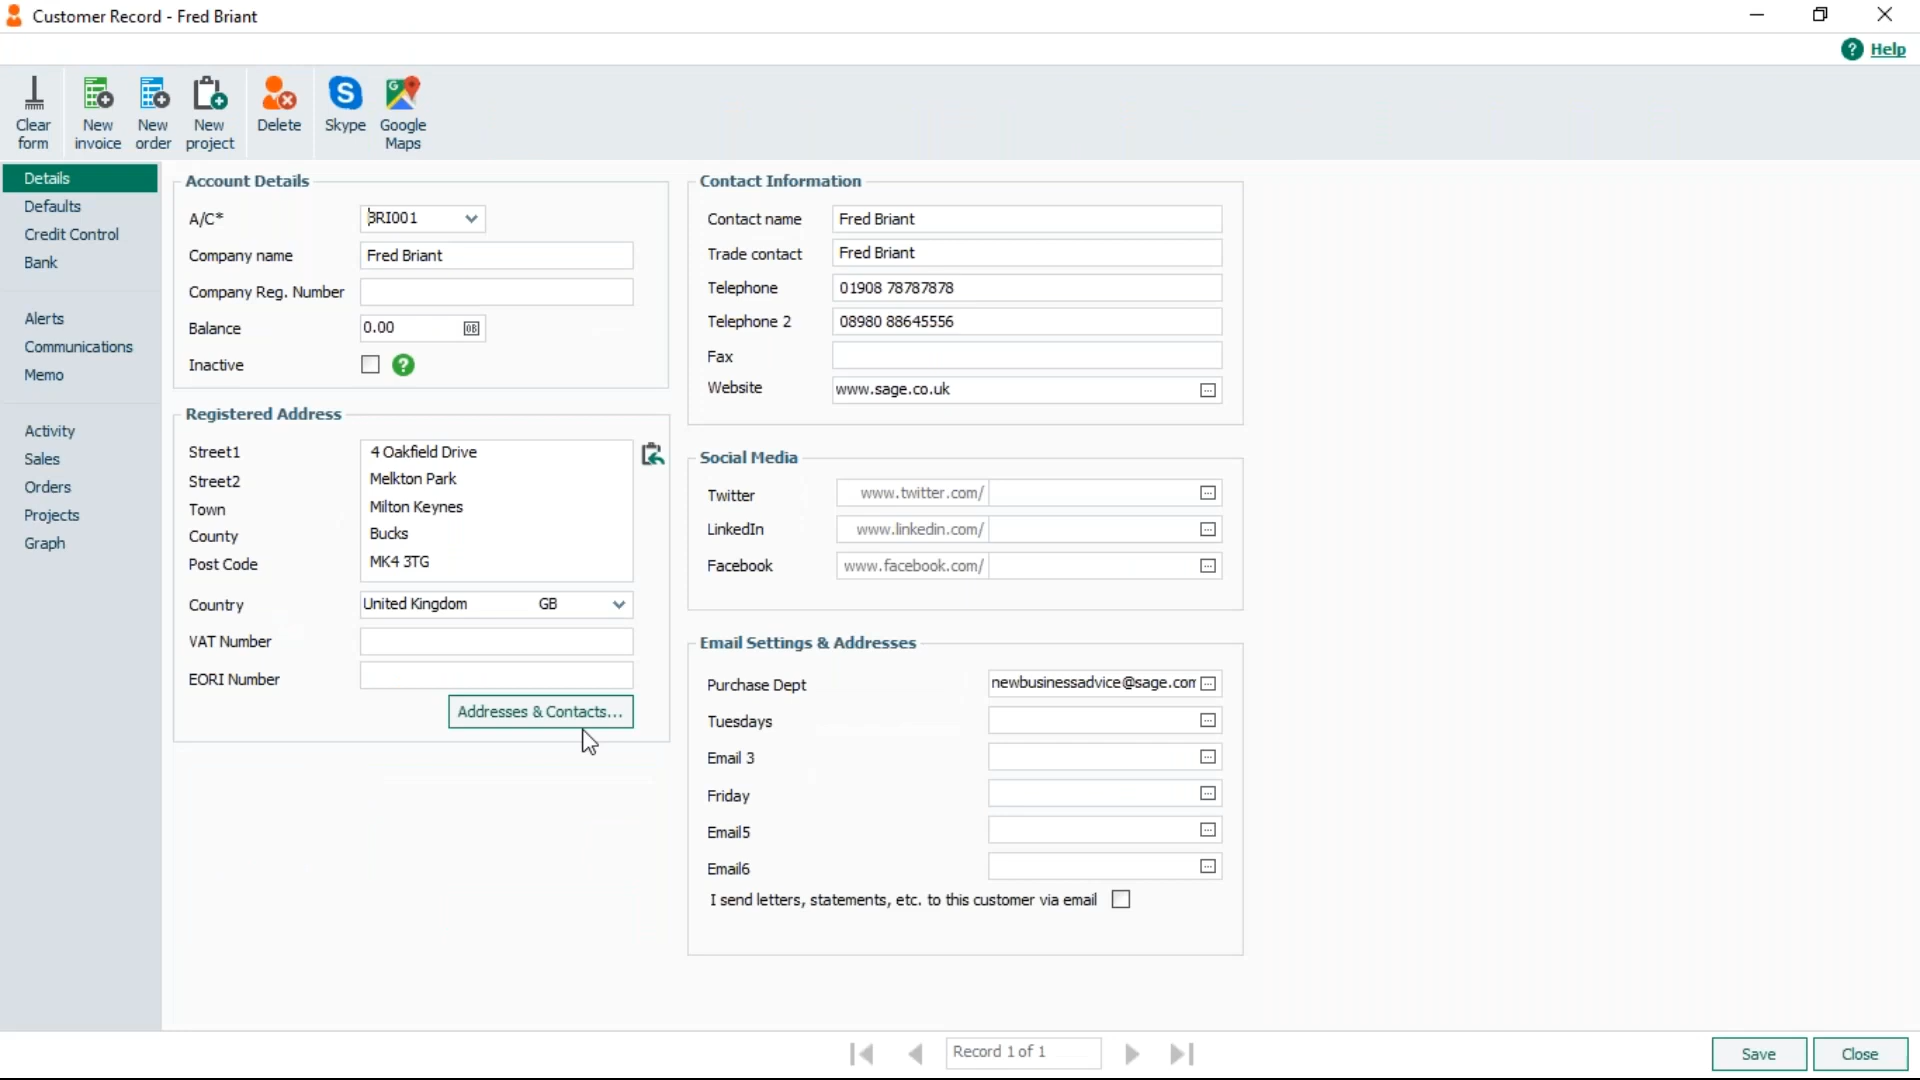 Customer Record - Fred Briant
? Help
Clear form
New invoice
New order
New project
Delete
Skype
Google Maps
Details
Defaults
Credit Control
Bank
Alerts
Communications
Memo
Activity
Sales
Orders
Projects
Graph
Account Details
A/C* BRI001
Company name Fred Briant
Company Reg. Number
Balance 0.00
Inactive ?
Registered Address
Street1 4 Oakfield Drive
Street2 Melkton Park
Town Milton Keynes
County Bucks
Post Code MK4 3TG
Country United Kingdom GB
VAT Number
EORI Number
Addresses & Contacts...
Contact Information
Contact name Fred Briant
Trade contact Fred Briant
Telephone 01908 78787878
Telephone 2 08980 88645556
Fax
Website www.sage.co.uk
Social Media
Twitter www.twitter.com/
LinkedIn www.linkedin.com/
Facebook www.facebook.com/
Email Settings & Addresses
Purchase Dept newbusinessadvice@sage.com
Tuesdays
Email 3
Friday
Email5
Email6
I send letters, statements, etc. to this customer via email
Record 1 of 1
Save
Close